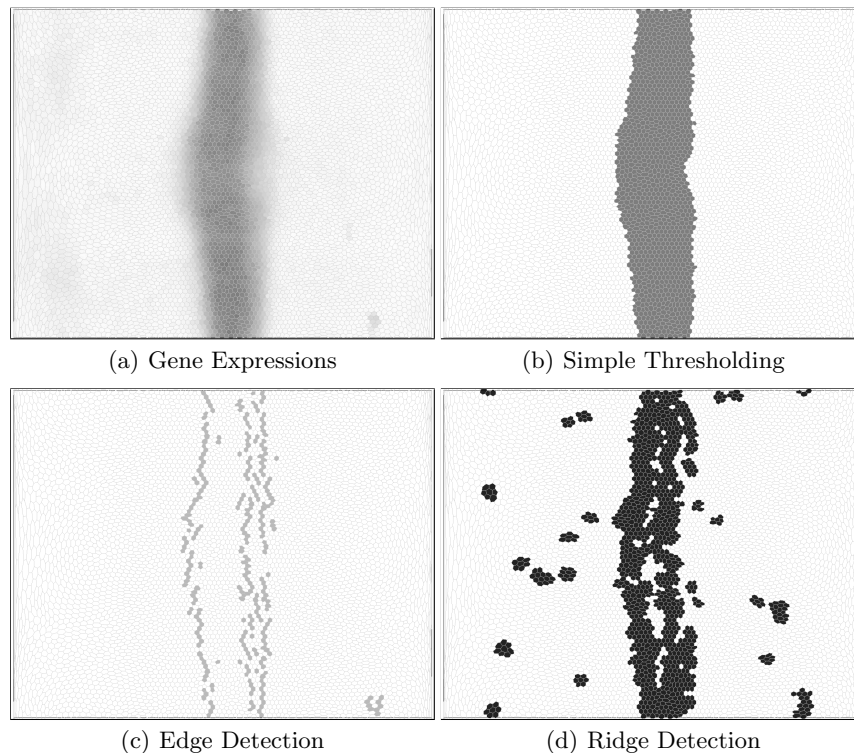 (a) Gene Expressions
(b) Simple Thresholding
(c) Edge Detection
(d) Ridge Detection